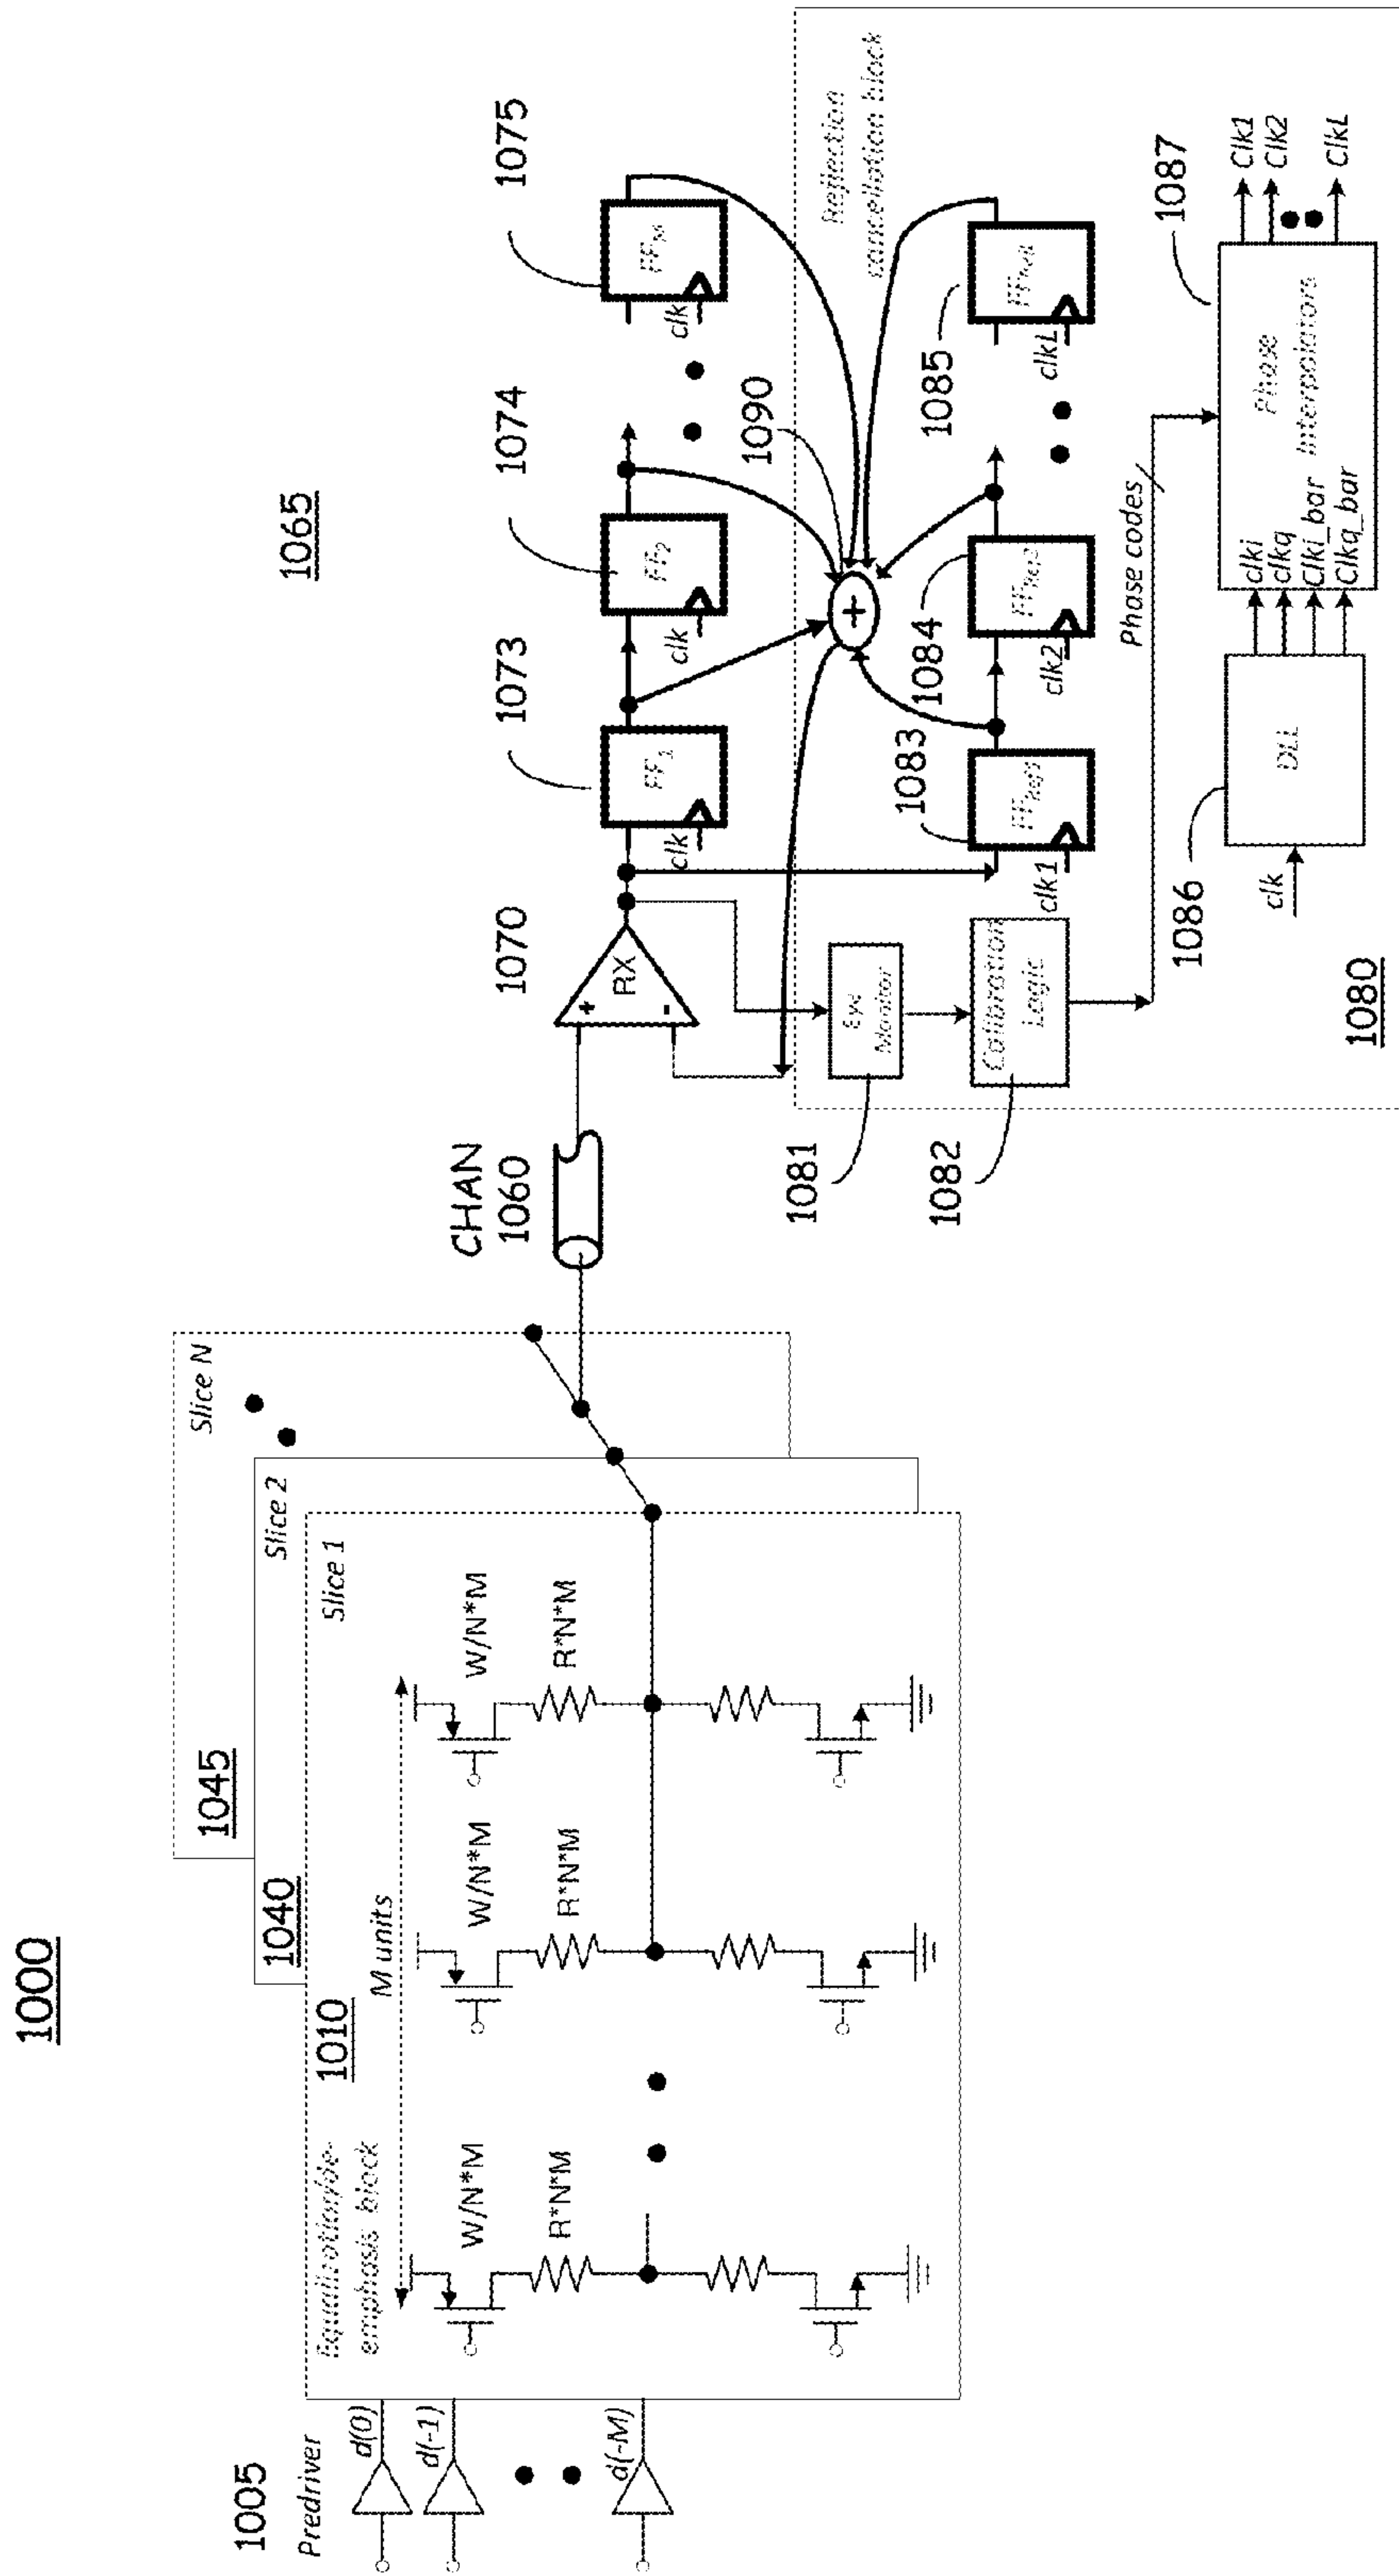 1000
1005
Predriver
d(0)
d(-1)
d(-M)
Equalization/de-
emphasis block
1010
1040
1045
Slice 1
Slice 2
Slice N
M units
W/N*M
R*N*M
W/N*M
R*N*M
W/N*M
R*N*M
CHAN
1060
1065
1070
+
RX
-
1073
FF1
clk
1074
FF2
clk
1075
FFM
clk
1090
+
Reflection
cancellation block
1081
Eye
Monitor
1082
Calibration
Logic
1083
FFRefl1
clk1
1084
clk2
1085
clkL
Phase codes
1086
clk
DLL
clki
clkq
Clki_bar
Clkq_bar
1087
Phase
Interpolators
Clk1
Clk2
ClkL
1080